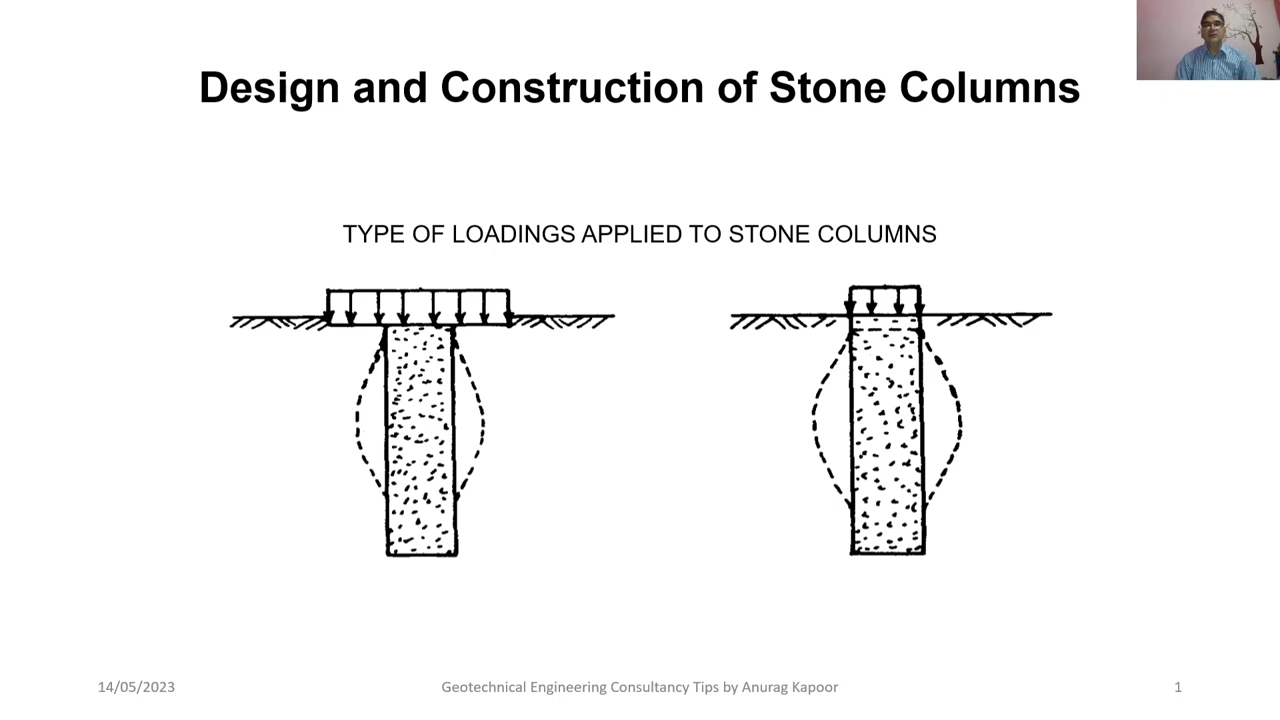 Design and Construction of Stone Columns
TYPE OF LOADINGS APPLIED TO STONE COLUMNS
14/05/2023
Geotechnical Engineering Consultancy Tips by Anurag Kapoor
1